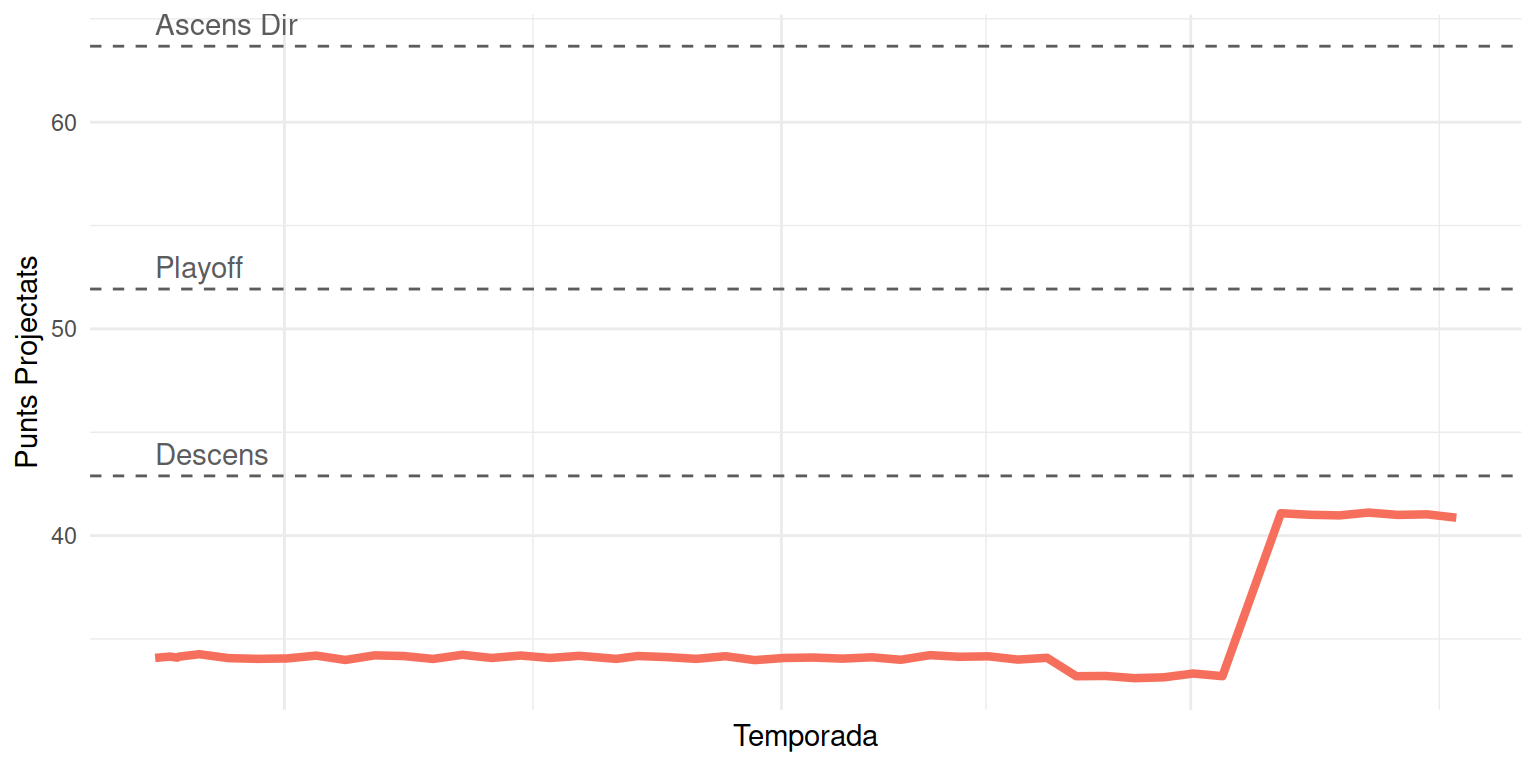 Ascens Dir
60
Playoff
50
Descens
40
Punts Projectats
Temporada